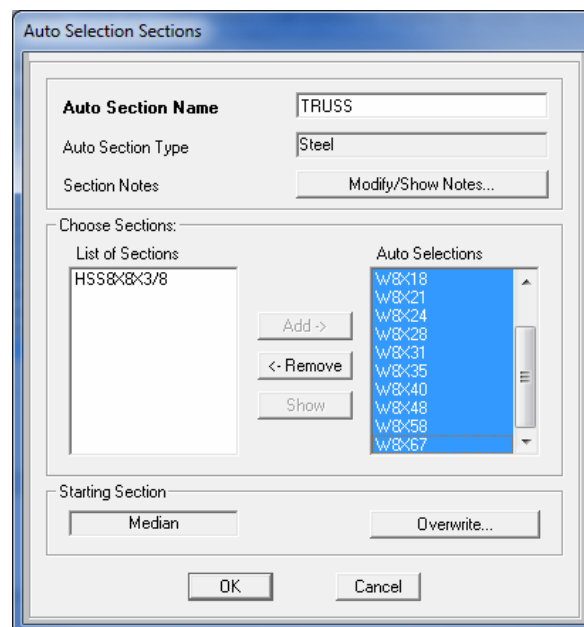 Auto Selection Sections
Auto Section Name TRUSS
Auto Section Type Steel
Section Notes Modify/Show Notes...
Choose Sections:
List of Sections Auto Selections
HSS8X8X3/8
Add ->
<- Remove
Show
W8X18
W8X21
W8X24
W8X28
W8X31
W8X35
W8X40
W8X48
W8X58
W8X67
Starting Section
Median Overwrite...
OK Cancel